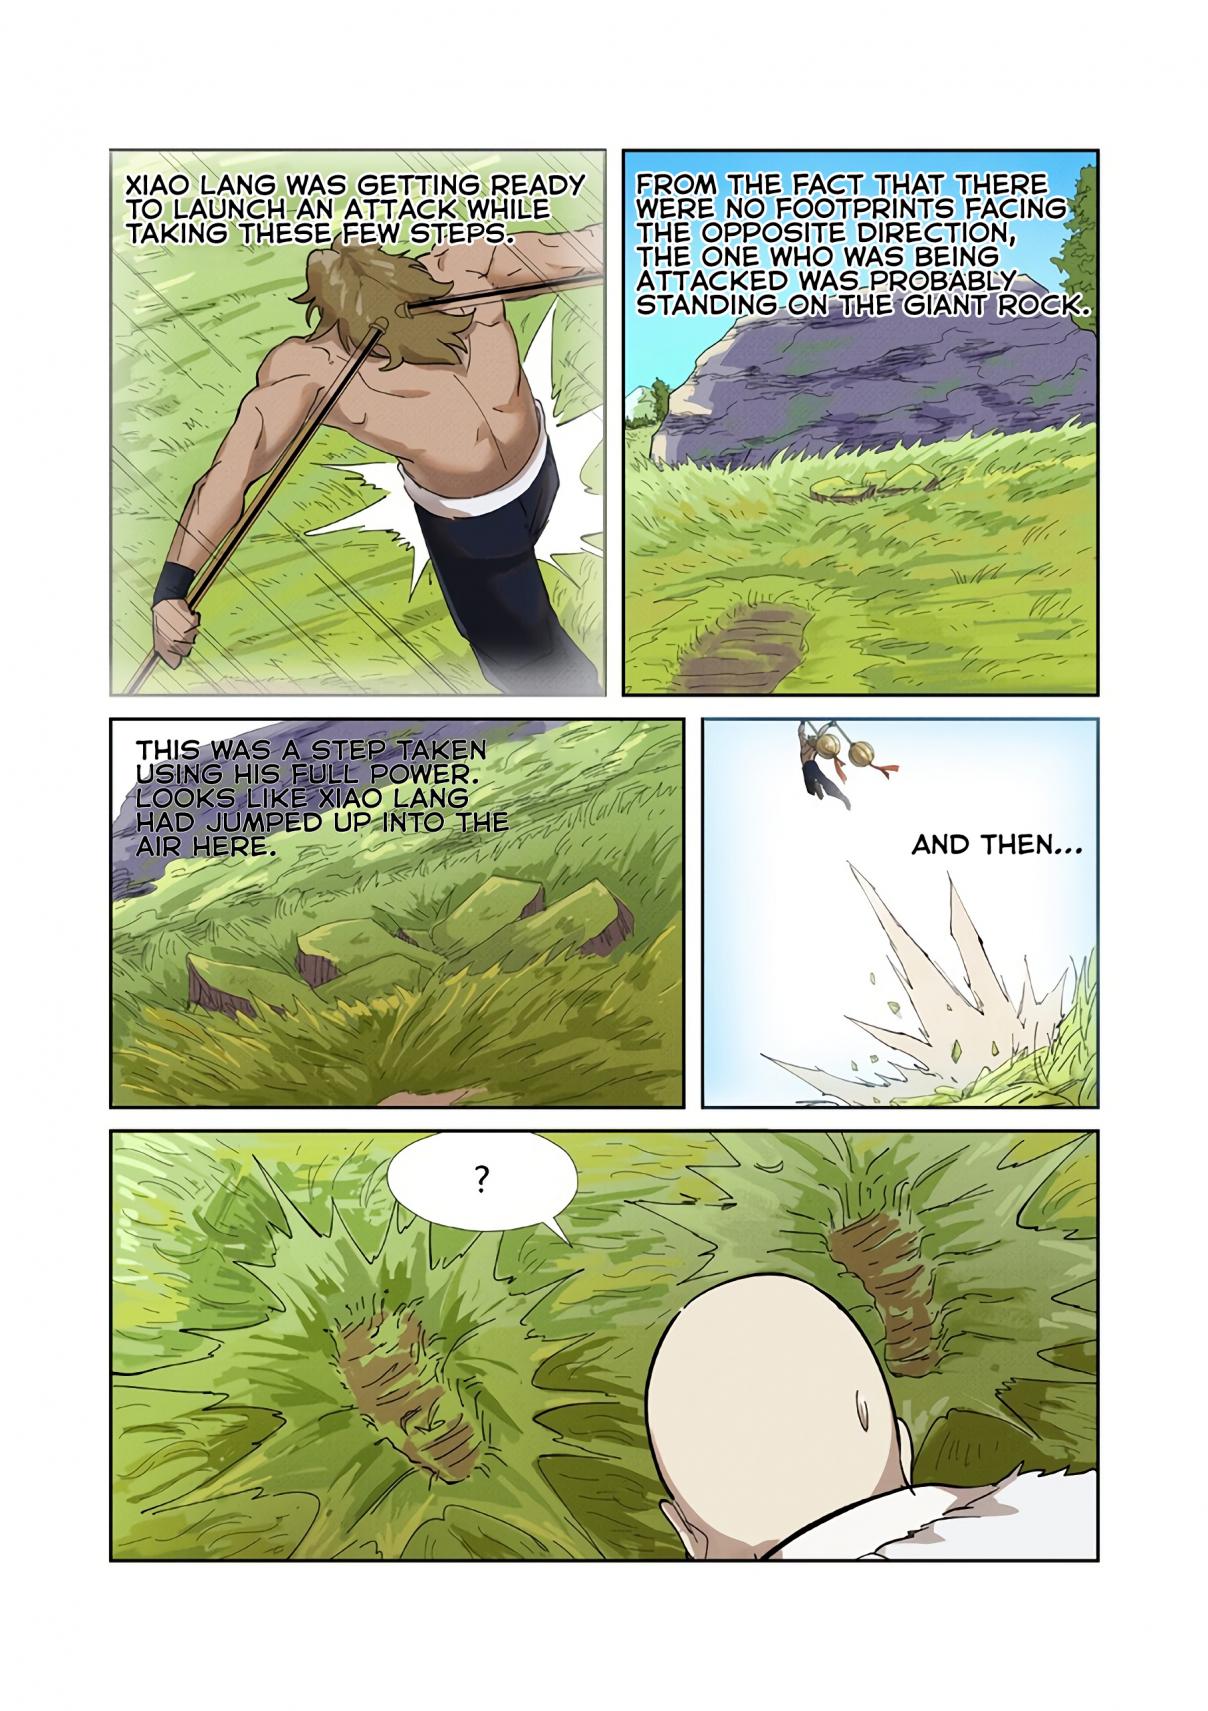 XIAO LANG WAS GETTING READY
TO LAUNCH AN ATTACK WHILE
TAKING THESE FEW STEPS.
FROM THE FACT THAT THERE
WERE NO FOOTPRINTS FACING
THE OPPOSITE DIRECTION,
THE ONE WHO WAS BEING
ATTACKED WAS PROBABLY
STANDING ON THE GIANT ROCK.
THIS WAS A STEP TAKEN
USING HIS FULL POWER.
LOOKS LIKE XIAO LANG
HAD JUMPED UP INTO THE
AIR HERE.
AND THEN...
?